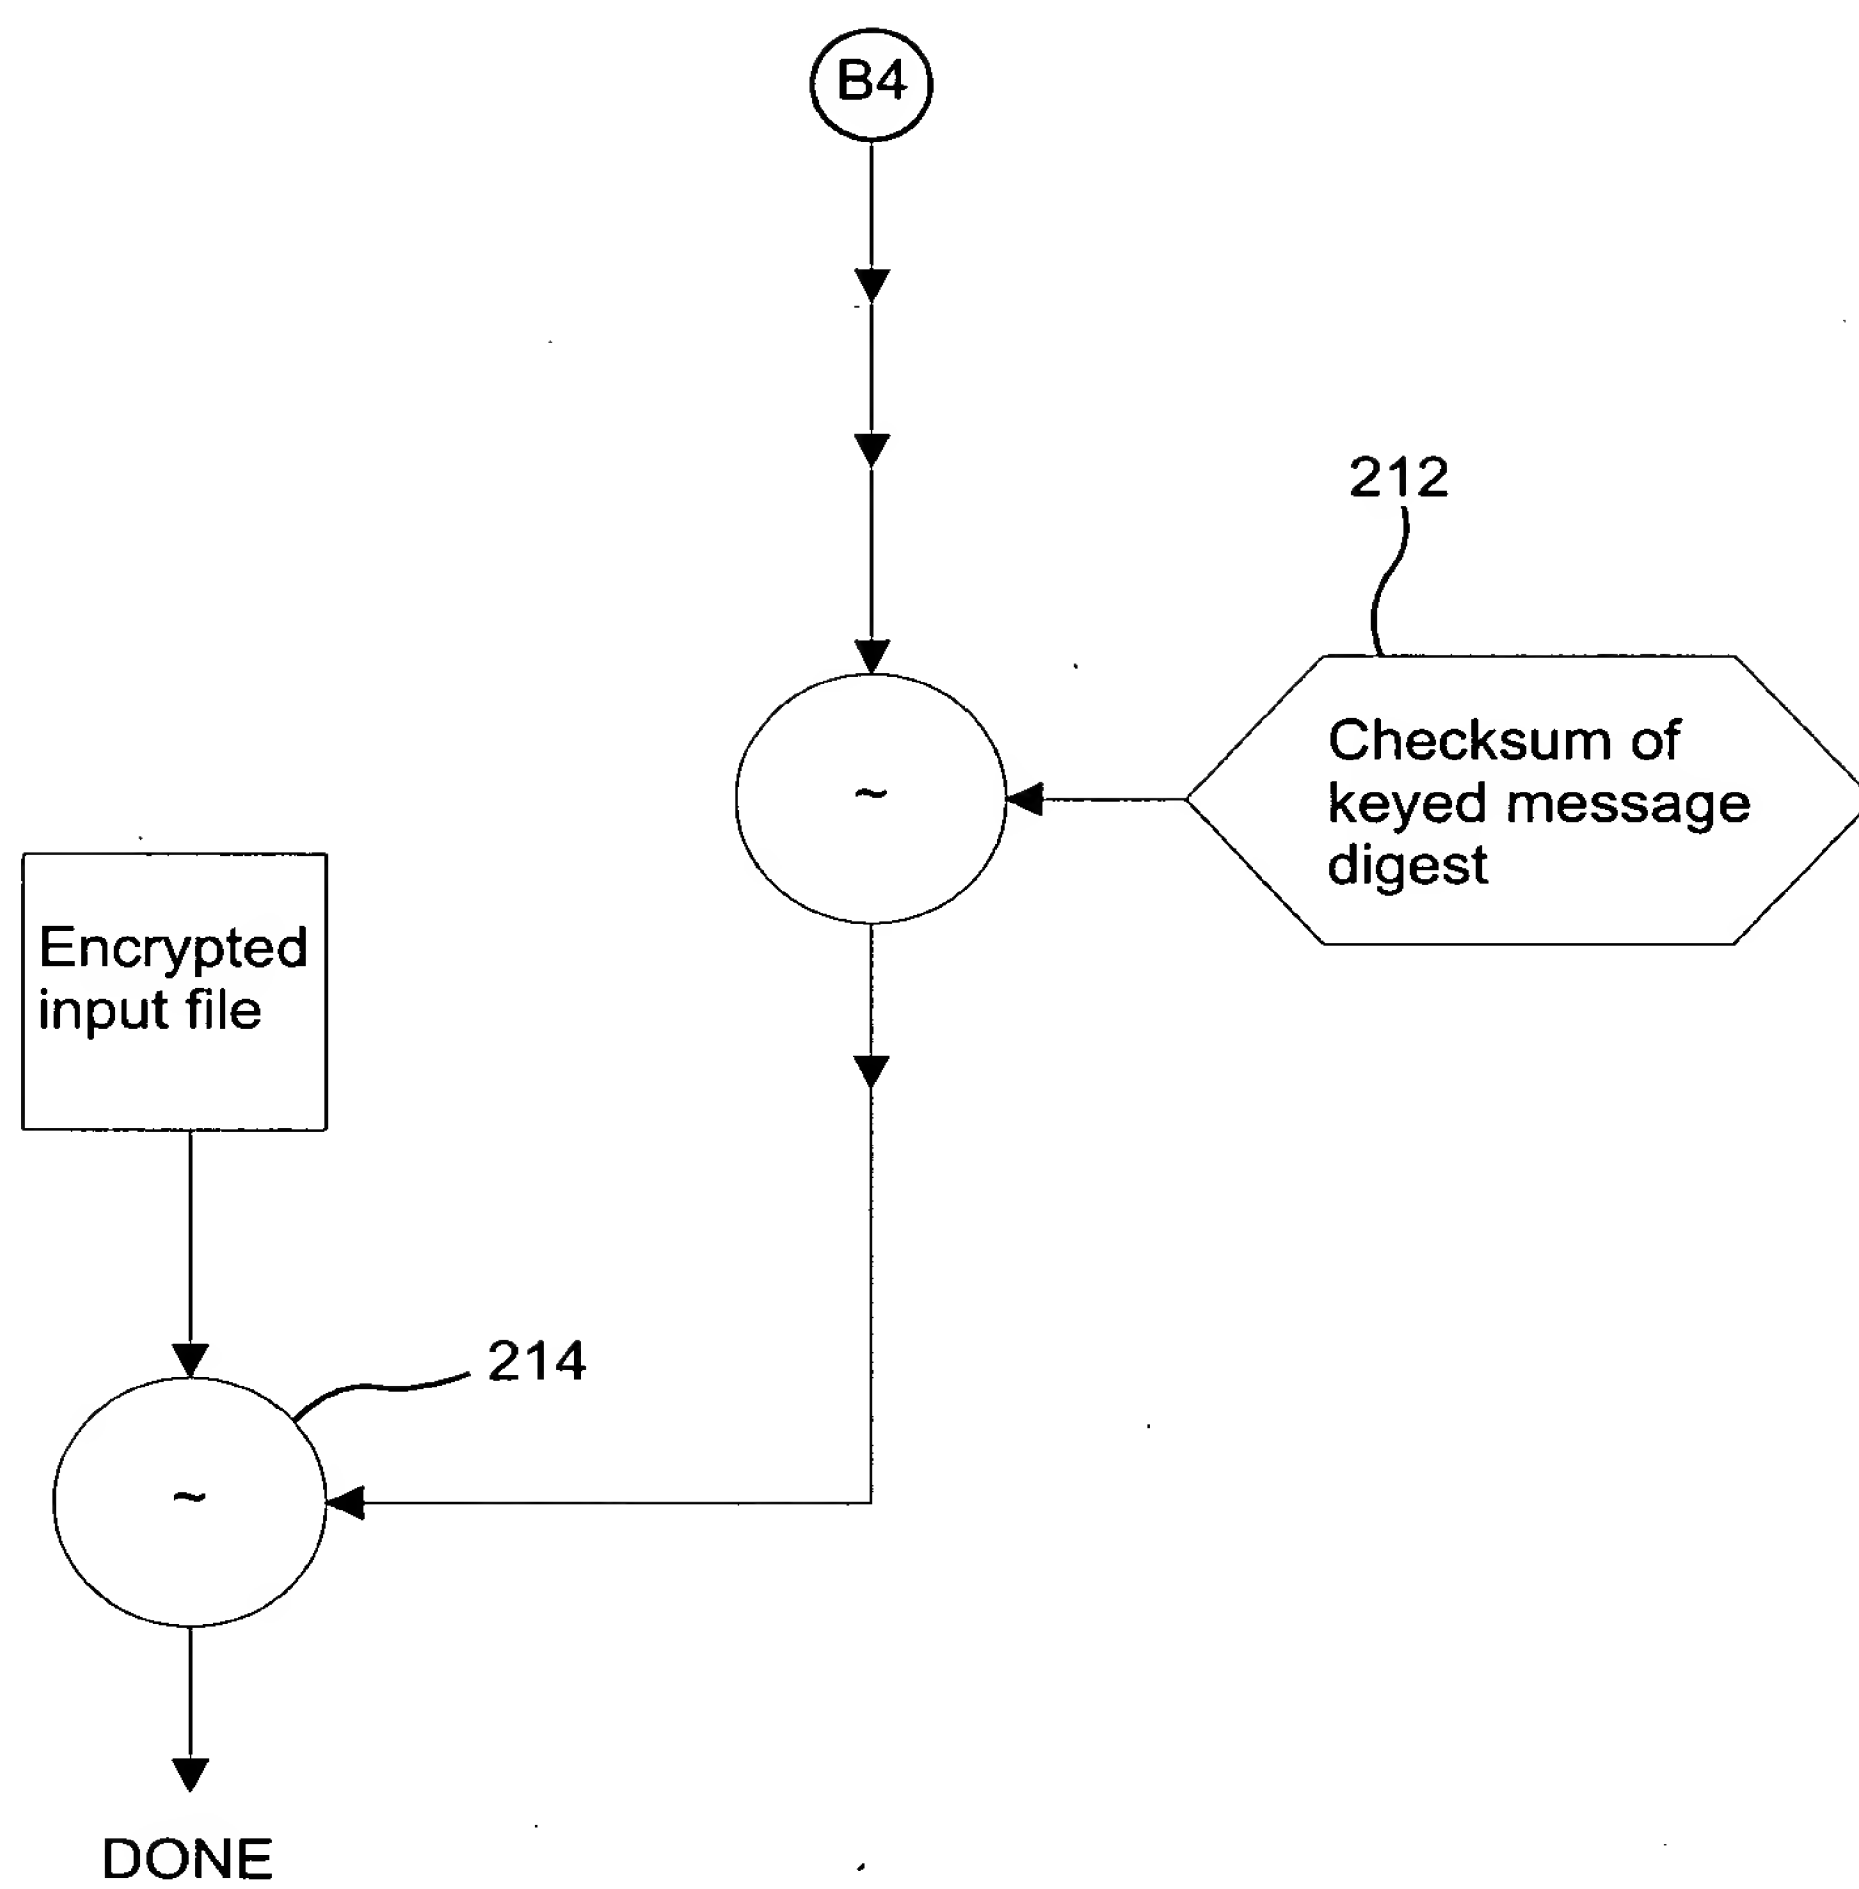 B4
212
Checksum of
keyed message
digest
~
Encrypted
input file
214
~
DONE